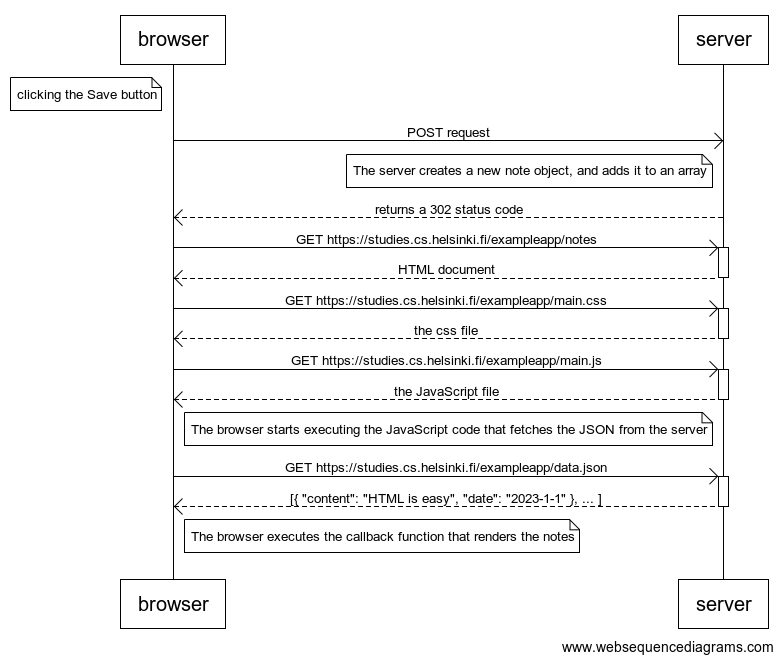 browser
server
clicking the Save button
POST request
The server creates a new note object, and adds it to an array
returns a 302 status code
GET https://studies.cs.helsinki.fi/exampleapp/notes
HTML document
GET https://studies.cs.helsinki.fi/exampleapp/main.css
the css file
GET https://studies.cs.helsinki.fi/exampleapp/main.js
the JavaScript file
The browser starts executing the JavaScript code that fetches the JSON from the server
GET https://studies.cs.helsinki.fi/exampleapp/data.json
[{ "content": "HTML is easy", "date": "2023-1-1" }, ... ]
The browser executes the callback function that renders the notes
browser
server
www.websequencediagrams.com